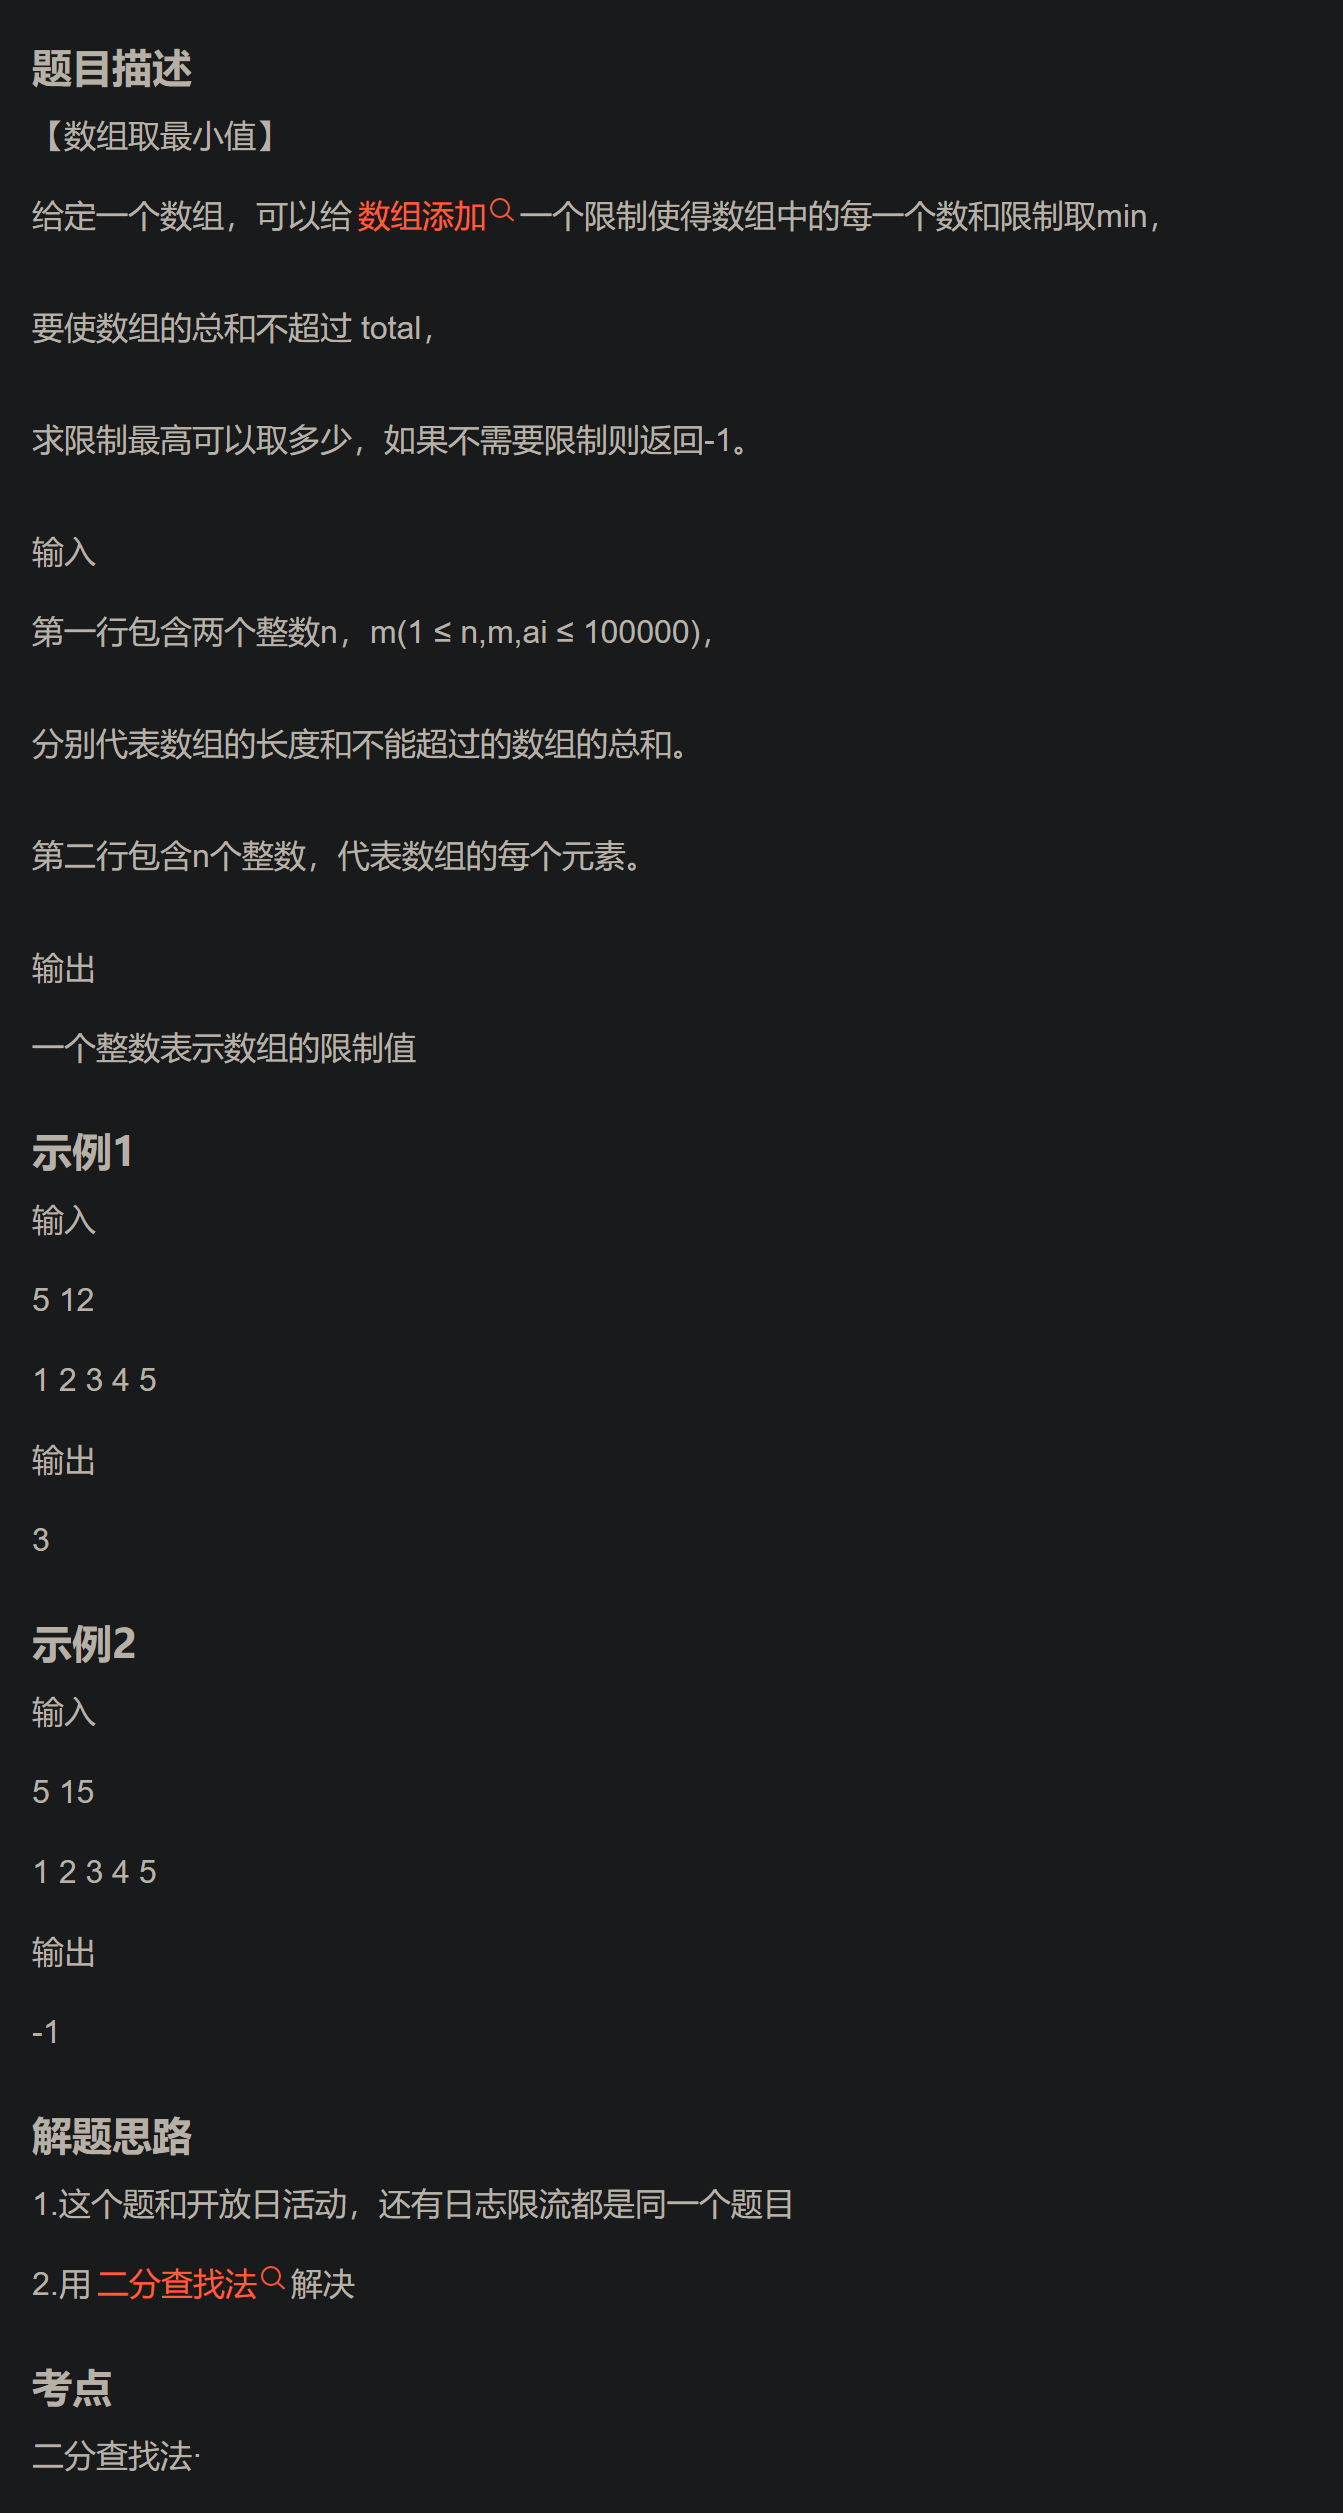 题目描述
【数组取最小值】
给定一个数组，可以给 数组添加 一个限制使得数组中的每一个数和限制取min，
要使数组的总和不超过 total，
求限制最高可以取多少，如果不需要限制则返回-1。
输入
第一行包含两个整数n，m(1 ≤ n,m,ai ≤ 100000)，
分别代表数组的长度和不能超过的数组的总和。
第二行包含n个整数，代表数组的每个元素。
输出
一个整数表示数组的限制值
示例1
输入
5 12
1 2 3 4 5
输出
3
示例2
输入
5 15
1 2 3 4 5
输出
-1
解题思路
1.这个题和开放日活动，还有日志限流都是同一个题目
2.用 二分查找法 解决
考点
二分查找法·